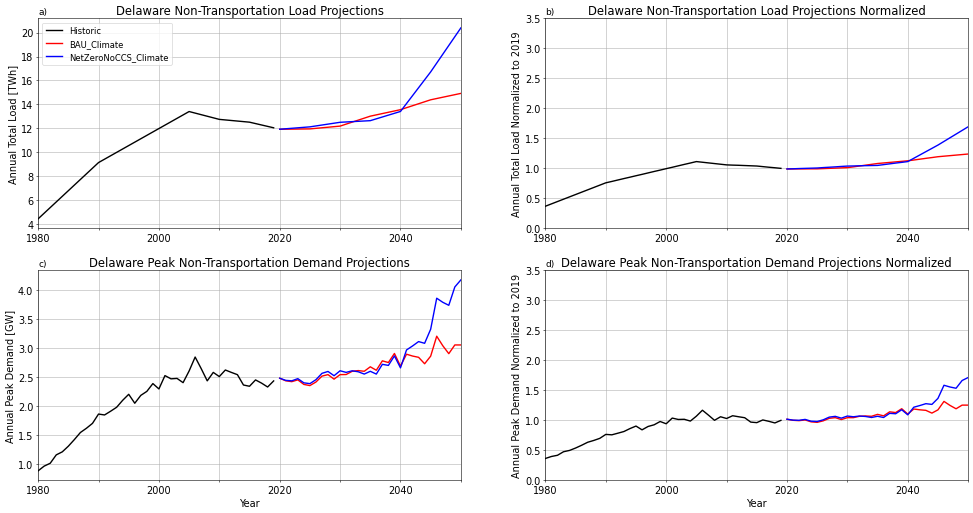 a)
Delaware Non-Transportation Load Projections
Historic
BAU_Climate
NetZeroNoCCS_Climate
Annual Total Load [TWh]
20
18
16
14
12
10
8
6
4
1980
2000
2020
2040
b)
Delaware Non-Transportation Load Projections Normalized
Annual Total Load Normalized to 2019
3.5
3.0
2.5
2.0
1.5
1.0
0.5
0.0
1980
2000
2020
2040
c)
Delaware Peak Non-Transportation Demand Projections
Annual Peak Demand [GW]
4.0
3.5
3.0
2.5
2.0
1.5
1.0
1980
2000
2020
2040
Year
d)
Delaware Peak Non-Transportation Demand Projections Normalized
Annual Peak Demand Normalized to 2019
3.5
3.0
2.5
2.0
1.5
1.0
0.5
0.0
1980
2000
2020
2040
Year